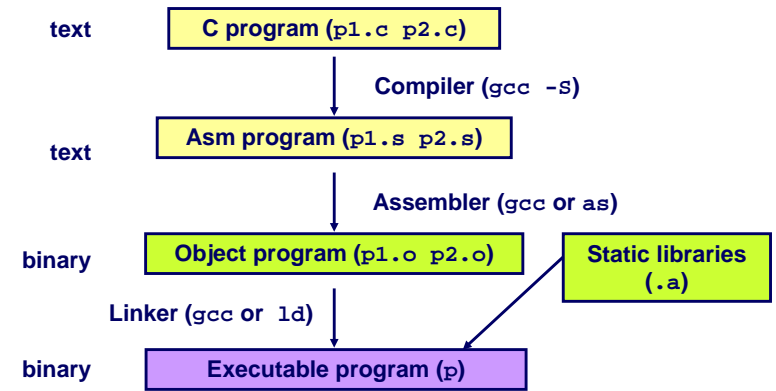 text
C program (p1.c p2.c)
Compiler (gcc -S)
text
Asm program (p1.s p2.s)
Assembler (gcc or as)
binary
Object program (p1.o p2.o)
Static libraries
(.a)
Linker (gcc or ld)
binary
Executable program (p)